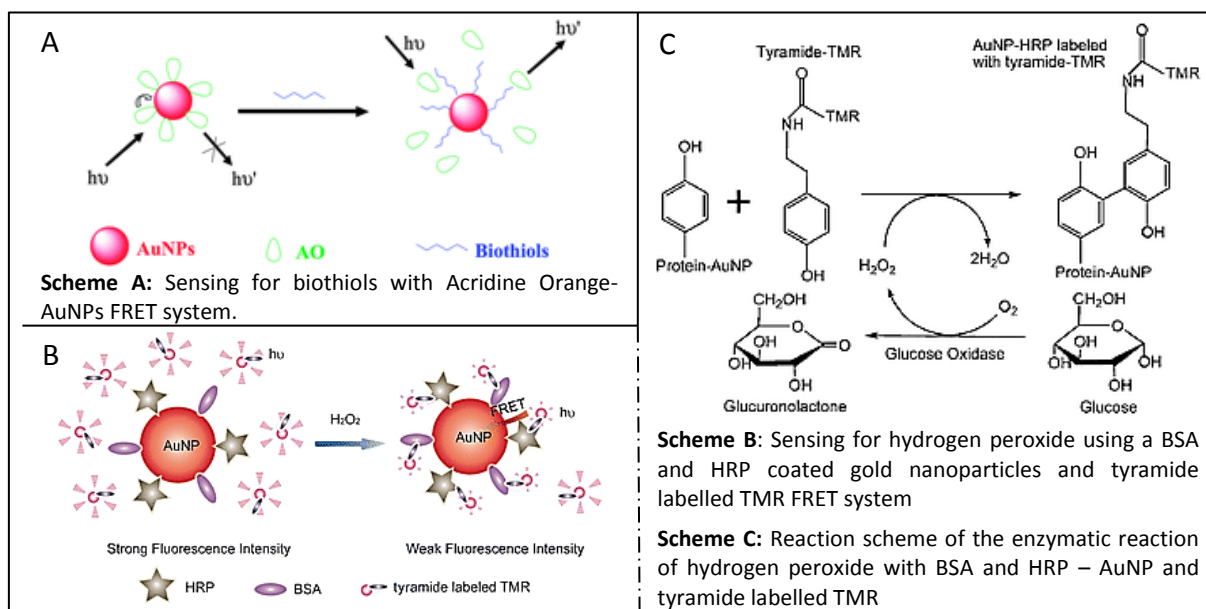 A
hυ
hυ'
hυ
hυ'
AuNPs
AO
Biothiols
Scheme A: Sensing for biothiols with Acridine Orange-
AuNPs FRET system.
B
hυ
AuNP
H₂O₂
FRET
hυ
AuNP
Strong Fluorescence Intensity
Weak Fluorescence Intensity
HRP
BSA
tyramide labeled TMR
C
Tyramide-TMR
AuNP-HRP labeled
with tyramide-TMR
O
TMR
NH
OH
+
OH
Protein-AuNP
H₂O₂
2H₂O
O
TMR
NH
OH
OH
Protein-AuNP
CH₂OH
O
O
OH
HO
OH
Glucuronolactone
O₂
Glucose Oxidase
CH₂OH
O
OH
HO
OH
OH
Glucose
Scheme B: Sensing for hydrogen peroxide using a BSA
and HRP coated gold nanoparticles and tyramide
labelled TMR FRET system
Scheme C: Reaction scheme of the enzymatic reaction
of hydrogen peroxide with BSA and HRP – AuNP and
tyramide labelled TMR